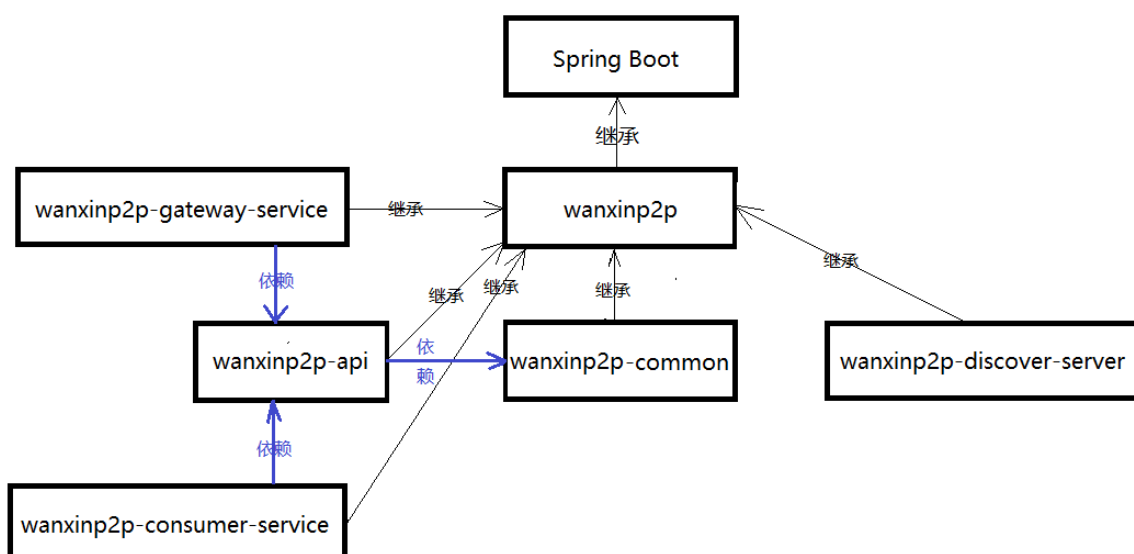 Spring Boot
继承
wanxinp2p-gateway-service
继承
wanxinp2p
依赖
继承
继承
继承
继承
wanxinp2p-api
依
赖
wanxinp2p-common
wanxinp2p-discover-server
依赖
wanxinp2p-consumer-service